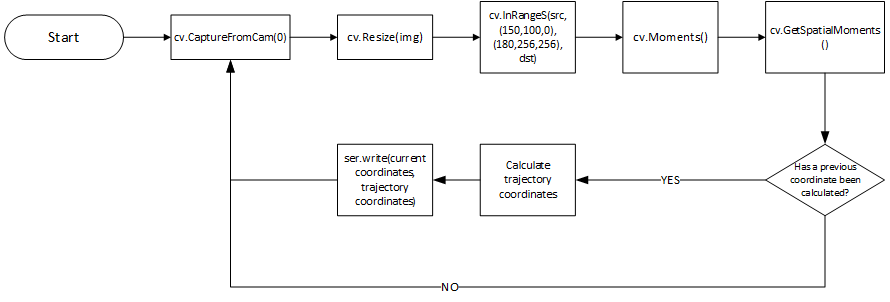 Start
cv.CaptureFromCam(0)
cv.Resize(img)
cv.InRangeS(src,
(150,100,0),
(180,256,256),
dst)
cv.Moments()
cv.GetSpatialMoments
()
Has a previous
coordinate been
calculated?
YES
Calculate
trajectory
coordinates
ser.write(current
coordinates,
trajectory
coordinates)
NO